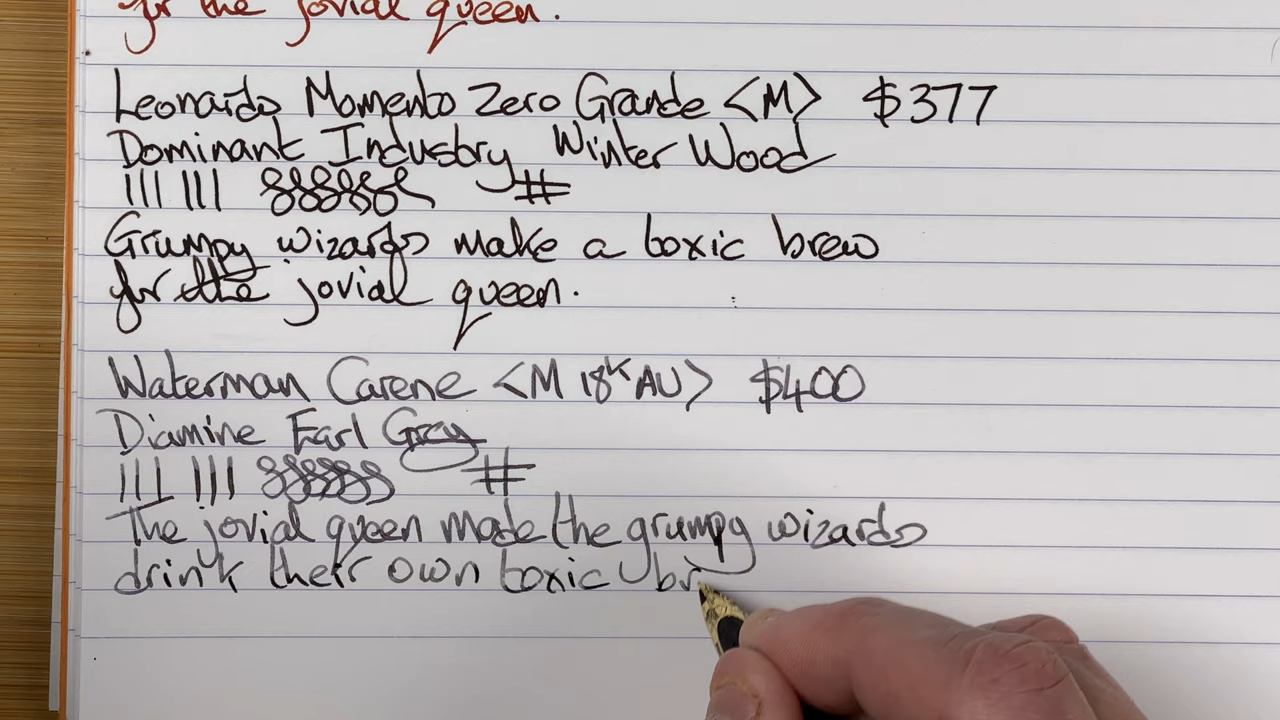 for the jovial queen.
Leonardo Momento Zero Grande <M> $377
Dominant Industry Winter Wood
||| ||| #
Grumpy wizards make a toxic brew
for the jovial queen.
Waterman Carene <M 18K AU> $400
Diamine Earl Grey
||| ||| #
The jovial queen made the grumpy wizards
drink their own toxic br